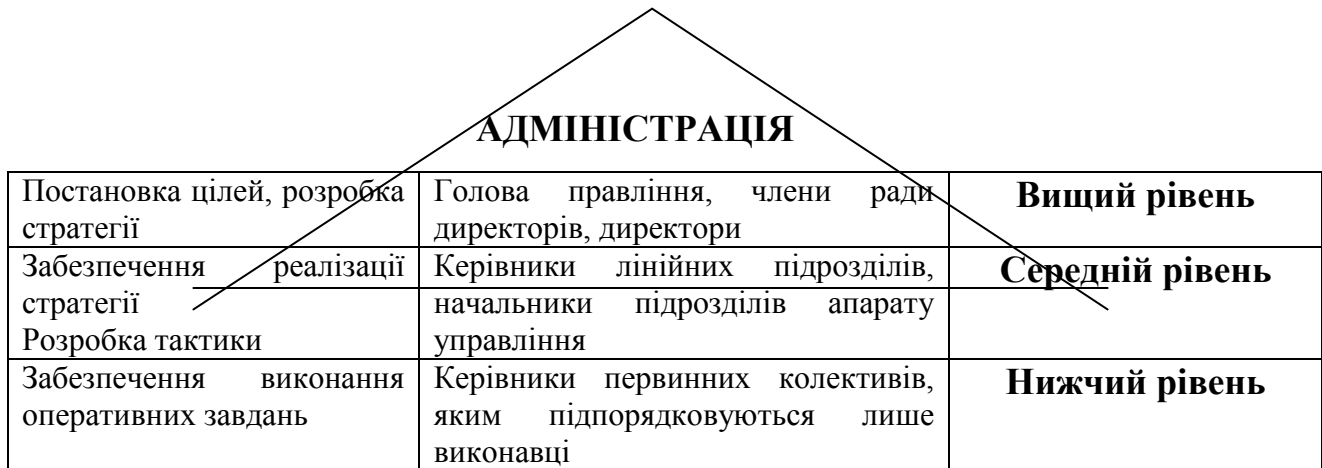 АДМІНІСТРАЦІЯ
Постановка цілей, розробка
стратегії
Голова правління, члени ради
директорів, директори
Вищий рівень
Забезпечення реалізації
стратегії
Розробка тактики
Керівники лінійних підрозділів,
начальники підрозділів апарату
управління
Середній рівень
Забезпечення виконання
оперативних завдань
Керівники первинних колективів,
яким підпорядковуються лише
виконавці
Нижчий рівень